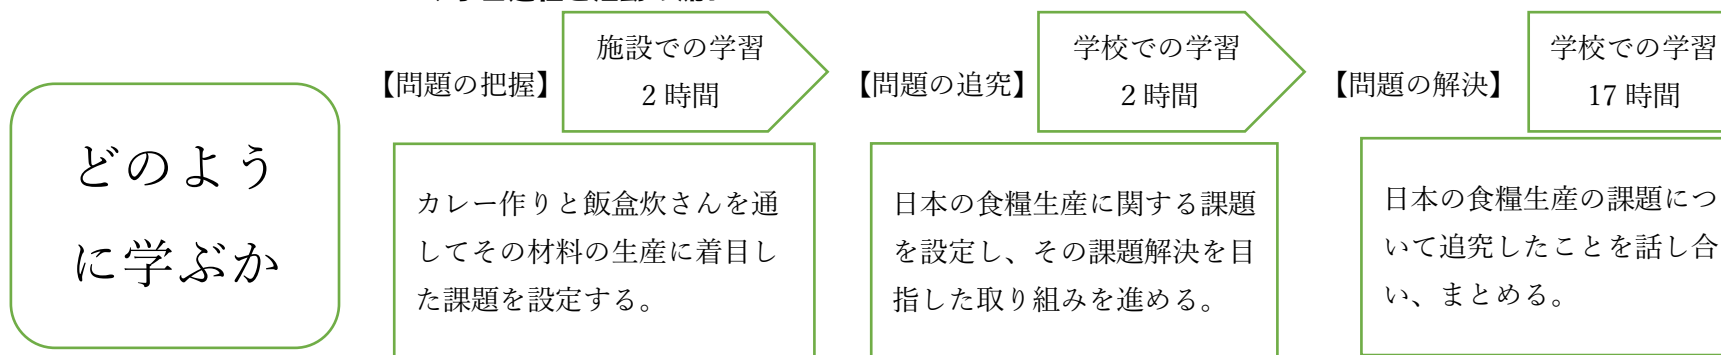 どのよう
に学ぶか
【問題の把握】
施設での学習
2 時間
カレー作りと飯盒炊さんを通
してその材料の生産に着目し
た課題を設定する。
【問題の追究】
学校での学習
2 時間
日本の食糧生産に関する課題
を設定し、その課題解決を目
指した取り組みを進める。
【問題の解決】
学校での学習
17 時間
日本の食糧生産の課題につ
いて追究したことを話し合
い、まとめる。